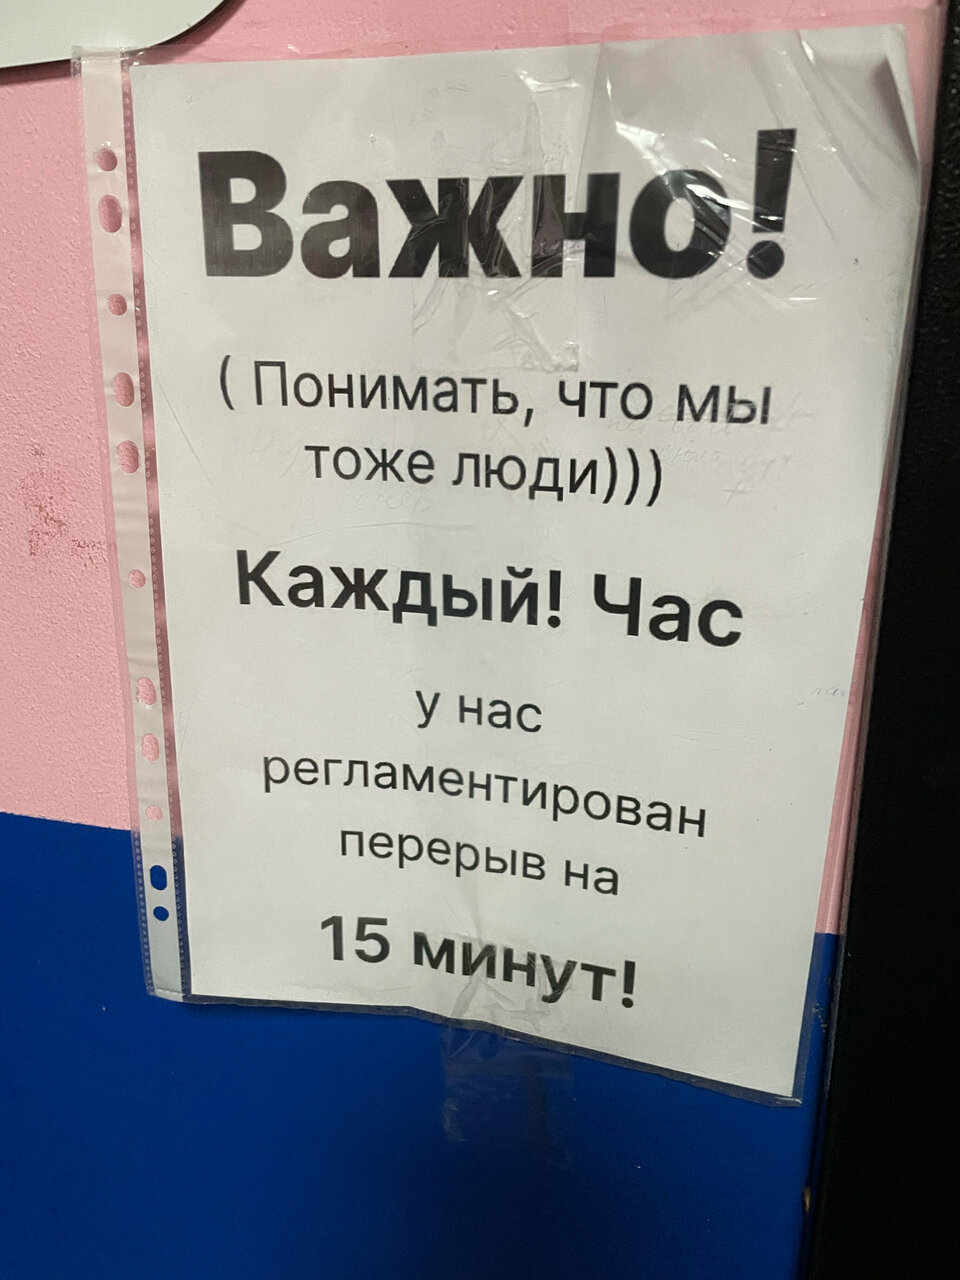 Важно!
( Понимать, что мы
тоже люди)))
Каждый! Час
у нас
регламентирован
перерыв на
15 минут!